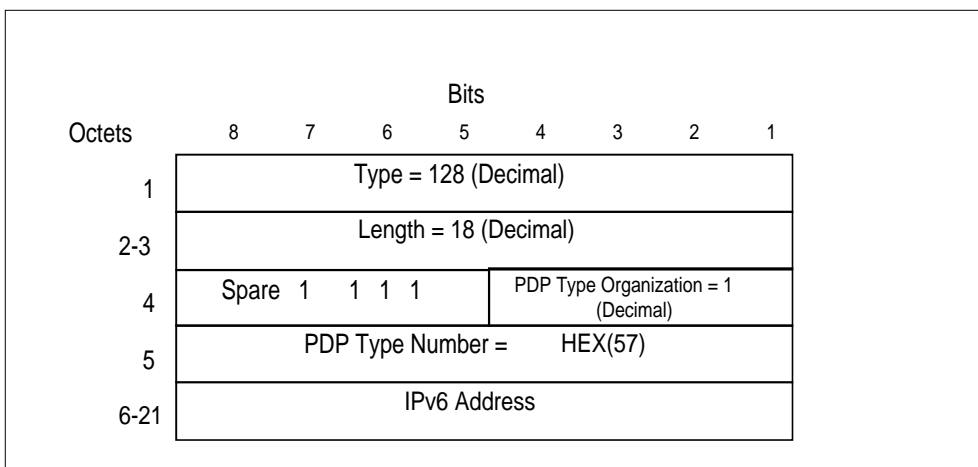 Bits
Octets 8 7 6 5 4 3 2 1
1 Type = 128 (Decimal)
2-3 Length = 18 (Decimal)
4 Spare 1 1 1 1 PDP Type Organization = 1
(Decimal)
5 PDP Type Number = HEX(57)
6-21 IPv6 Address